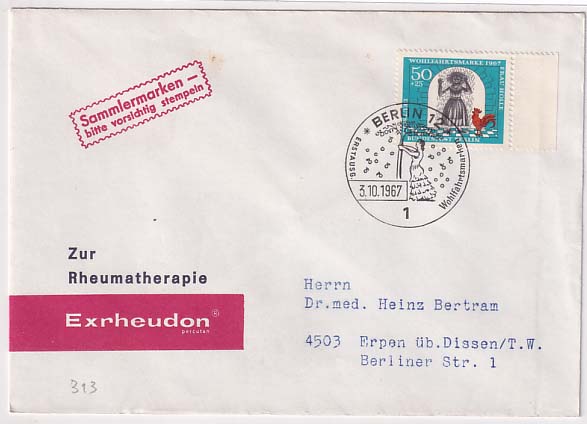 Sammlermarken –
bitte vorsichtig stempeln
WOHLFAHRTSMARKE 1967
FRAU HOLLE
50
+25
DEUTSCHE BUNDESPOST BERLIN
BERLIN 12
ERSTAUSG.
Wohlfahrtsmarken
3.10.1967
1
Zur
Rheumatherapie
Exrheudon®
percutan
Herrn
Dr.med. Heinz Bertram
4503 Erpen üb.Dissen/T.W.
Berliner Str. 1
313